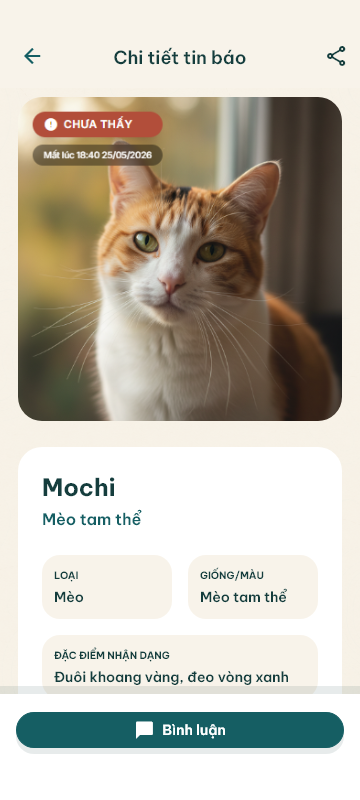 Chi tiết tin báo
CHƯA THẤY
Mất lúc 18:40 25/05/2026
Mochi
Mèo tam thể
LOẠI
Mèo
GIỐNG/MÀU
Mèo tam thể
ĐẶC ĐIỂM NHẬN DẠNG
Đuôi khoang vàng, đeo vòng xanh
Bình luận